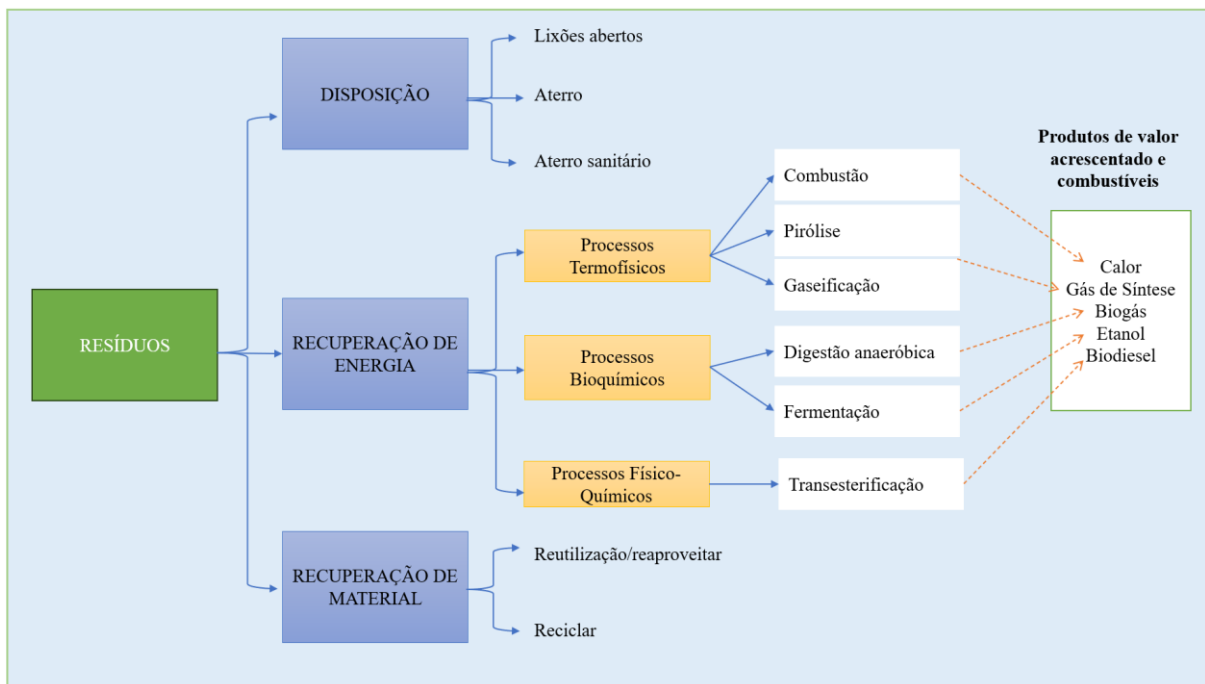 RESÍDUOS
DISPOSIÇÃO
Lixões abertos
Aterro
Aterro sanitário
RECUPERAÇÃO DE
ENERGIA
Processos
Termofísicos
Combustão
Pirólise
Gaseificação
Processos
Bioquímicos
Digestão anaeróbica
Fermentação
Processos Físico-
Químicos
Transesterificação
Produtos de valor
acrescentado e
combustíveis
Calor
Gás de Síntese
Biogás
Etanol
Biodiesel
RECUPERAÇÃO DE
MATERIAL
Reutilização/reaproveitar
Reciclar